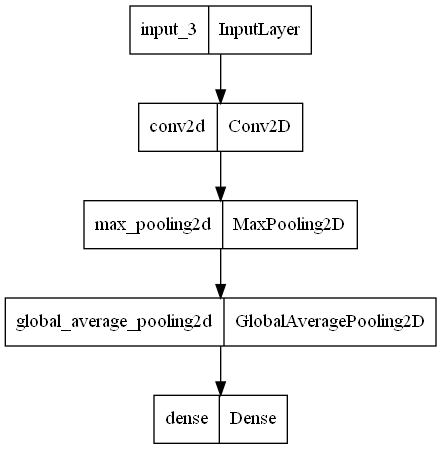 input_3 InputLayer
conv2d Conv2D
max_pooling2d MaxPooling2D
global_average_pooling2d GlobalAveragePooling2D
dense Dense